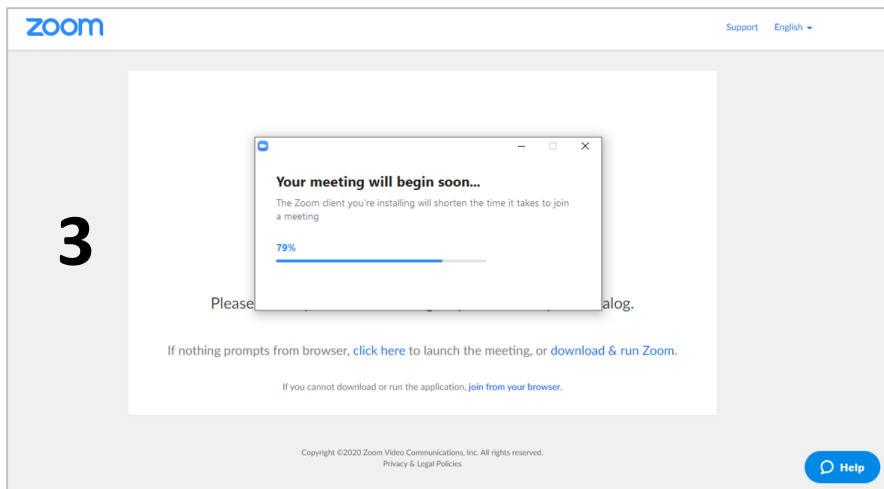 zoom
Support English
Your meeting will begin soon...
The Zoom client you're installing will shorten the time it takes to join
a meeting
3
79%
Please alog.
If nothing prompts from browser, click here to launch the meeting, or download & run Zoom.
If you cannot download or run the application, join from your browser.
Copyright ©2020 Zoom Video Communications, Inc. All rights reserved.
Privacy & Legal Policies
Help